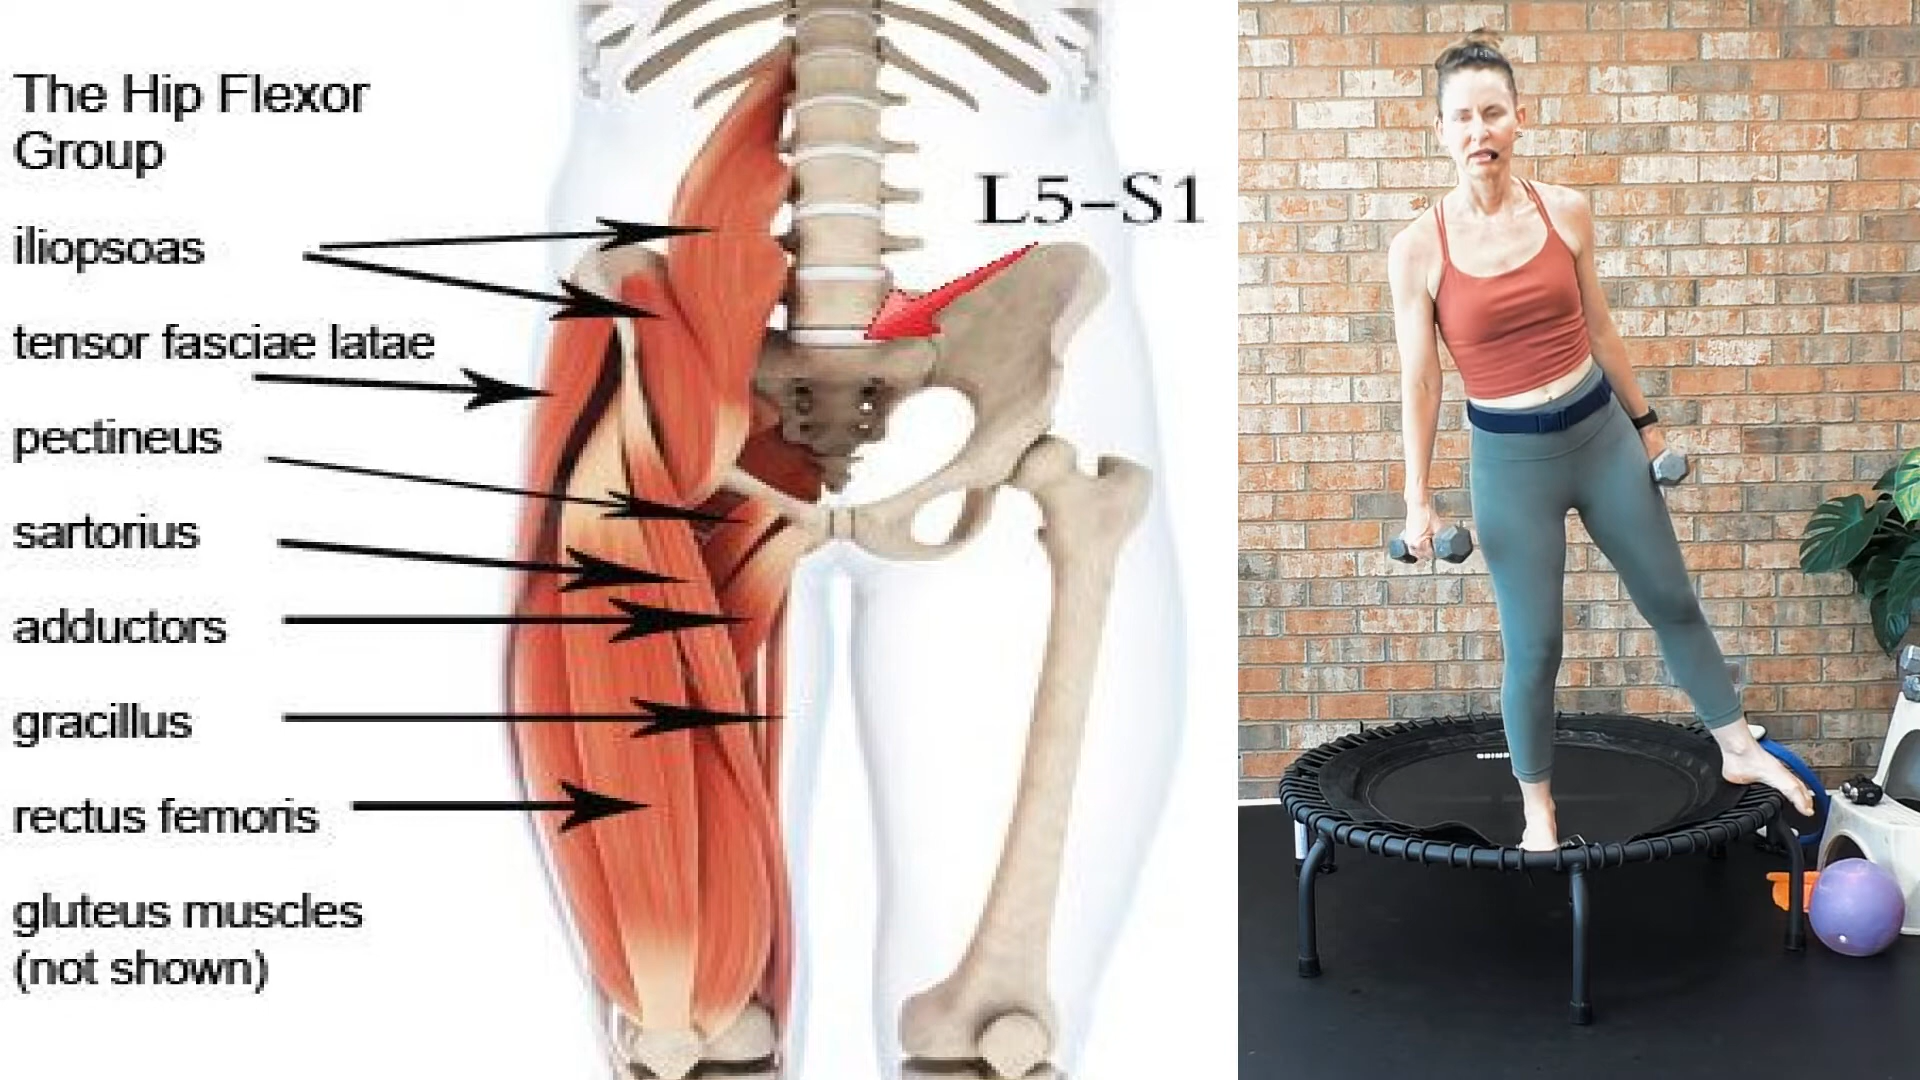 The Hip Flexor
Group
iliopsoas
L5-S1
tensor fasciae latae
pectineus
sartorius
adductors
gracillus
rectus femoris
gluteus muscles
(not shown)